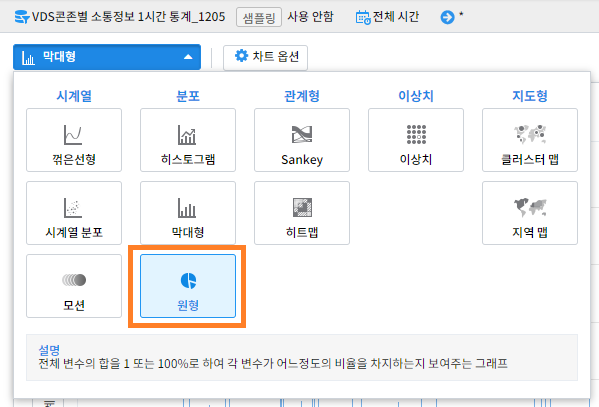 VDS콘존별 소통정보 1시간 통계_1205 샘플링 사용 안함 전체 시간 *
막대형 차트 옵션
시계열 분포 관계형 이상치 지도형
꺾은선형 히스토그램 Sankey 이상치 클러스터 맵
시계열 분포 막대형 히트맵 지역 맵
모션 원형
설명
전체 변수의 합을 1 또는 100%로 하여 각 변수가 어느정도의 비율을 차지하는지 보여주는 그래프